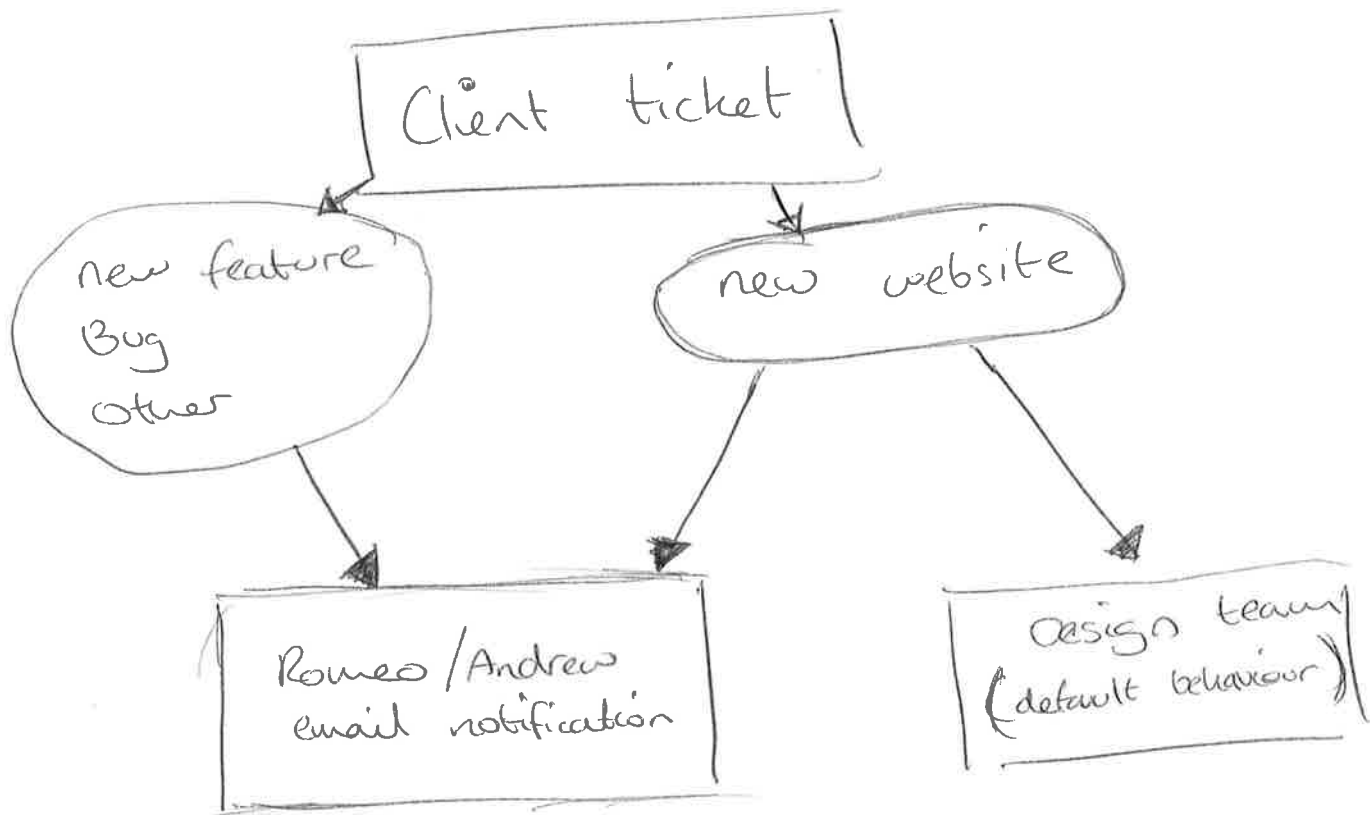 Client ticket
new feature
Bug
Other
new website
Romeo/Andrew
email notification
Design team
(default behaviour)